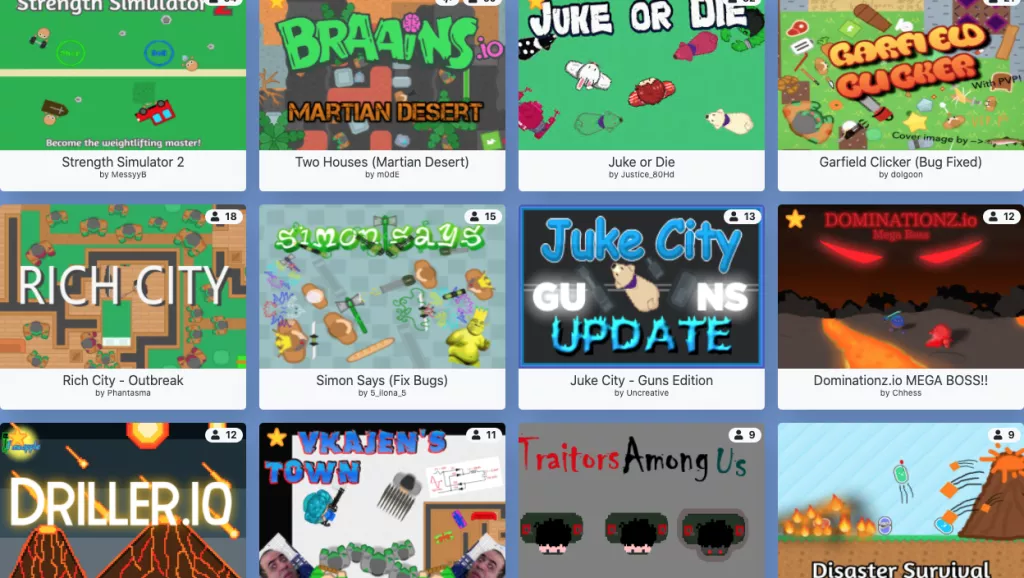 Strength Simulator
Become the weightlifting master!
Strength Simulator 2
by MessyyB
BRAAINS.io
MARTIAN DESERT
Two Houses (Martian Desert)
by m0dE
JUKE OR DIE
Juke or Die
by Justice_80Hd
GARFIELD
CLICKER
With PVP!
Cover image by -->
Garfield Clicker (Bug Fixed)
by dolgoon
18
RICH CITY
Rich City - Outbreak
by Phantasma
15
SIMON SAYS
Simon Says (Fix Bugs)
by 5_iiona_5
13
Juke City
GUNS
UPDATE
Juke City - Guns Edition
by Uncreative
12
DOMINATIONZ.io
Mega Boss
Dominationz.io MEGA BOSS!!
by Chhess
12
DRILLER.IO
11
VKAJEN'S
TOWN
9
Traitors Among Us
9
Disaster Survival